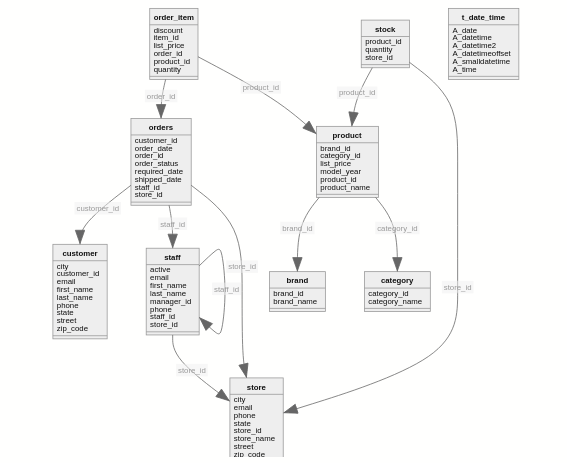 order_item
discount
item_id
list_price
order_id
product_id
quantity
stock
product_id
quantity
store_id
t_date_time
A_date
A_datetime
A_datetime2
A_datetimeoffset
A_smalldatetime
A_time
order_id
product_id
product_id
orders
customer_id
order_date
order_id
order_status
required_date
shipped_date
staff_id
store_id
product
brand_id
category_id
list_price
model_year
product_id
product_name
customer_id
staff_id
brand_id
category_id
customer
city
customer_id
email
first_name
last_name
phone
state
street
zip_code
staff
active
email
first_name
last_name
manager_id
phone
staff_id
store_id
store_id
staff_id
brand
brand_id
brand_name
category
category_id
category_name
store_id
store_id
store
city
email
phone
state
store_id
store_name
street
zip_code